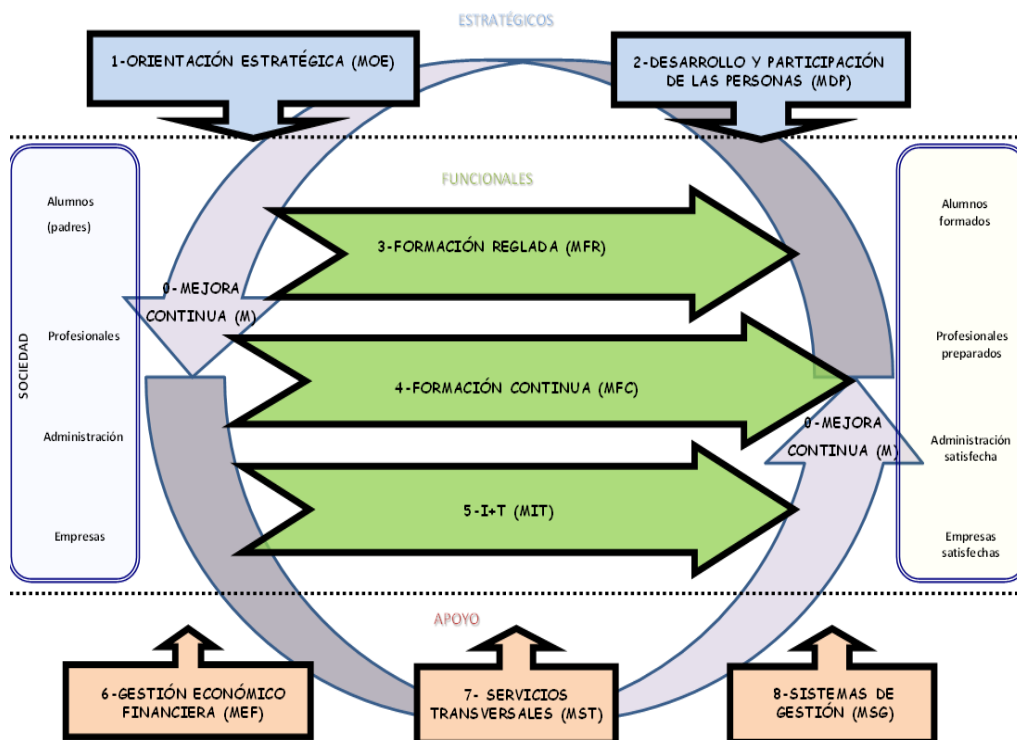 ESTRATÉGICOS
1-ORIENTACIÓN ESTRATÉGICA (MOE)
2-DESARROLLO Y PARTICIPACIÓN
DE LAS PERSONAS (MDP)
FUNCIONALES
SOCIEDAD
Alumnos
(padres)
Profesionales
Administración
Empresas
0-MEJORA
CONTINUA (M)
3-FORMACIÓN REGLADA (MFR)
4-FORMACIÓN CONTINUA (MFC)
5-I+T (MIT)
0-MEJORA
CONTINUA (M)
Alumnos
formados
Profesionales
preparados
Administración
satisfecha
Empresas
satisfechas
APOYO
6-GESTIÓN ECONÓMICO
FINANCIERA (MEF)
7- SERVICIOS
TRANSVERSALES (MST)
8-SISTEMAS DE
GESTIÓN (MSG)